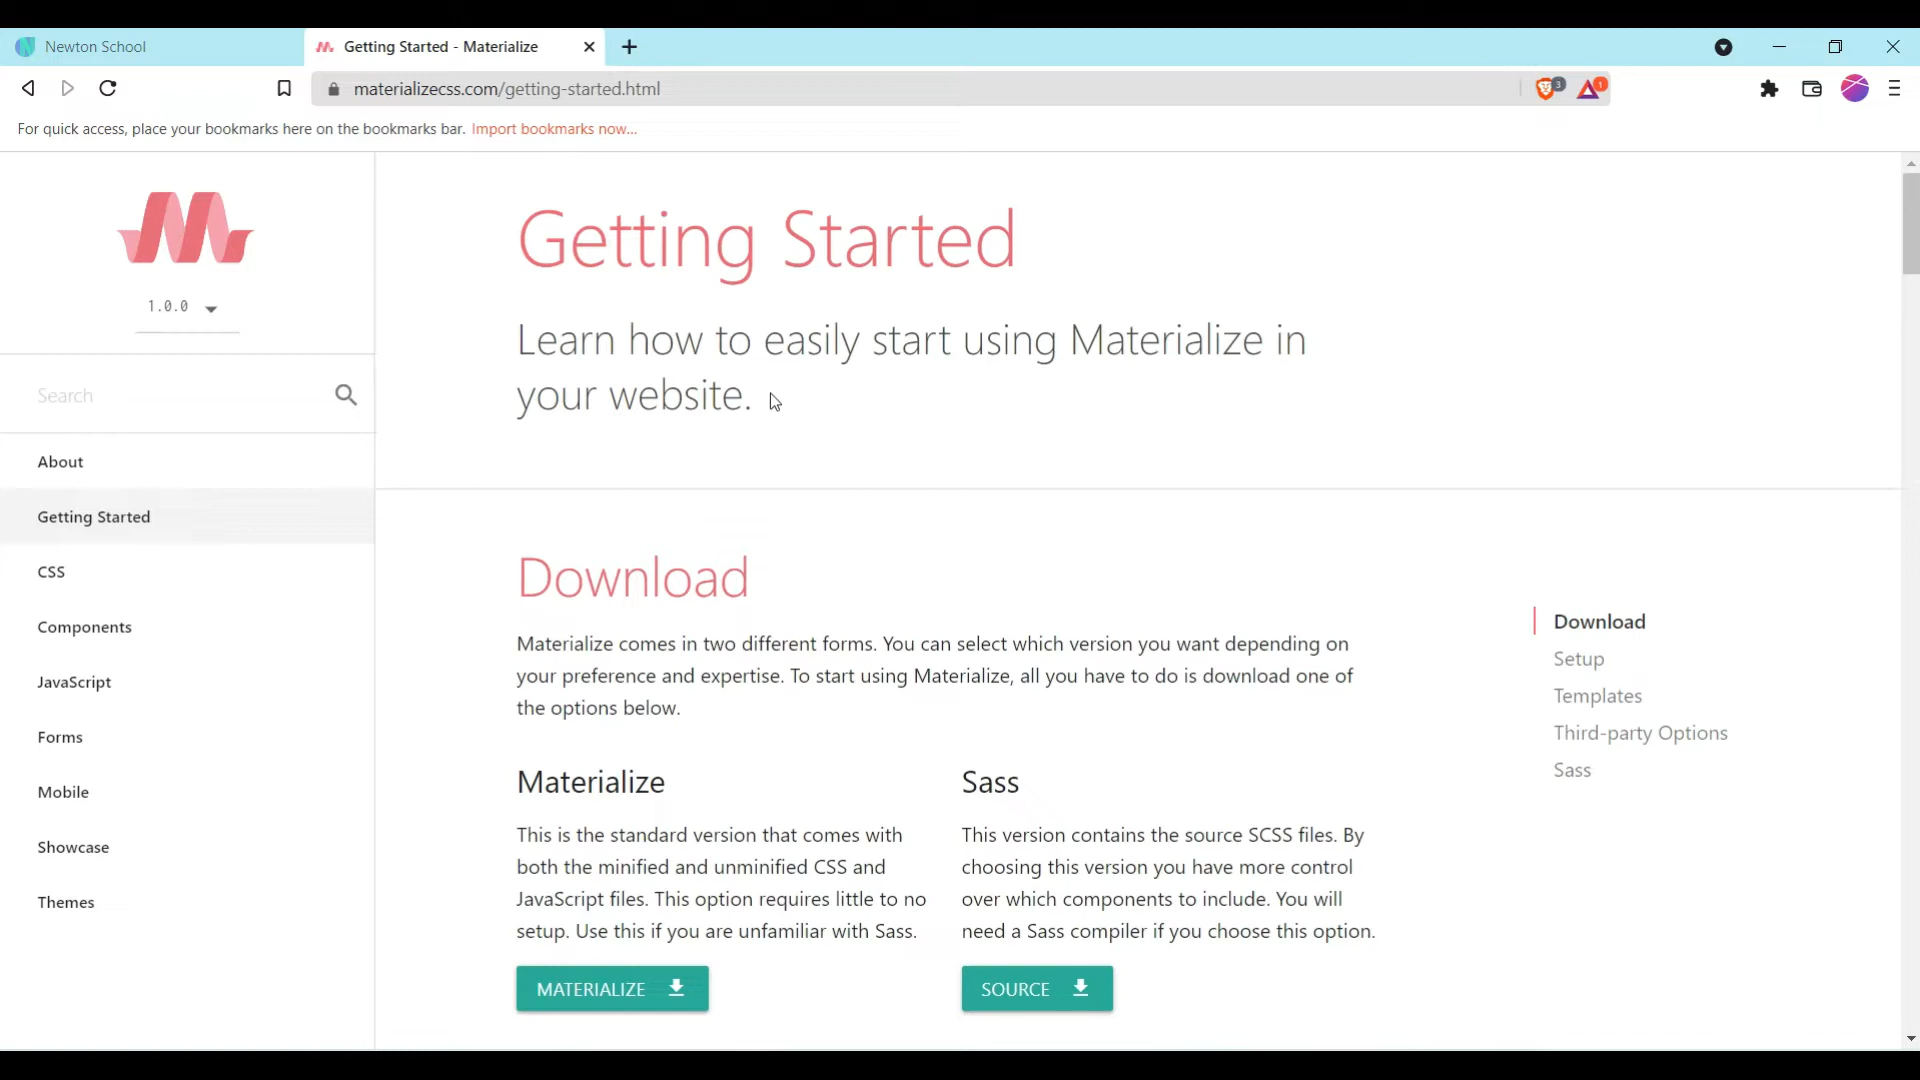 Newton School
Getting Started - Materialize
materializecss.com/getting-started.html
3
1
For quick access, place your bookmarks here on the bookmarks bar. Import bookmarks now...
1.0.0
Search
About
Getting Started
CSS
Components
JavaScript
Forms
Mobile
Showcase
Themes
Getting Started
Learn how to easily start using Materialize in
your website.
Download
Materialize comes in two different forms. You can select which version you want depending on
your preference and expertise. To start using Materialize, all you have to do is download one of
the options below.
Materialize
This is the standard version that comes with
both the minified and unminified CSS and
JavaScript files. This option requires little to no
setup. Use this if you are unfamiliar with Sass.
MATERIALIZE
Sass
This version contains the source SCSS files. By
choosing this version you have more control
over which components to include. You will
need a Sass compiler if you choose this option.
SOURCE
Download
Setup
Templates
Third-party Options
Sass